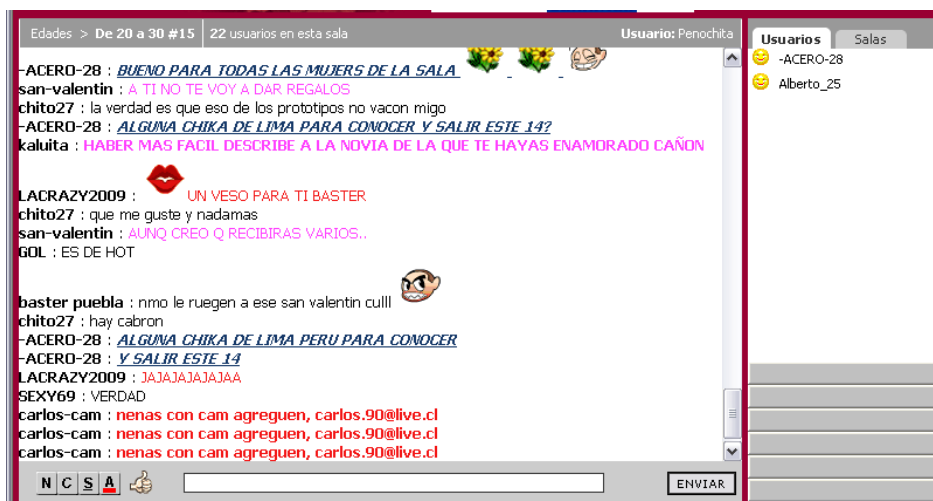 Edades > De 20 a 30 #15 22 usuarios en esta sala Usuario: Penochita
Usuarios Salas
-ACERO-28
Alberto_25
-ACERO-28 : BUENO PARA TODAS LAS MUJERS DE LA SALA
san-valentin : A TI NO TE VOY A DAR REGALOS
chito27 : la verdad es que eso de los prototipos no vacon migo
-ACERO-28 : ALGUNA CHIKA DE LIMA PARA CONOCER Y SALIR ESTE 14?
kaluita : HABER MAS FACIL DESCRIBE A LA NOVIA DE LA QUE TE HAYAS ENAMORADO CAÑON
LACRAZY2009 : UN VESO PARA TI BASTER
chito27 : que me guste y nadamas
san-valentin : AUNQ CREO Q RECIBIRAS VARIOS..
GOL : ES DE HOT
baster puebla : nmo le ruegen a ese san valentin culll
chito27 : hay cabron
-ACERO-28 : ALGUNA CHIKA DE LIMA PERU PARA CONOCER
-ACERO-28 : Y SALIR ESTE 14
LACRAZY2009 : JAJAJAJAJAJAA
SEXY69 : VERDAD
carlos-cam : nenas con cam agreguen, carlos.90@live.cl
carlos-cam : nenas con cam agreguen, carlos.90@live.cl
carlos-cam : nenas con cam agreguen, carlos.90@live.cl
N C S A ENVIAR